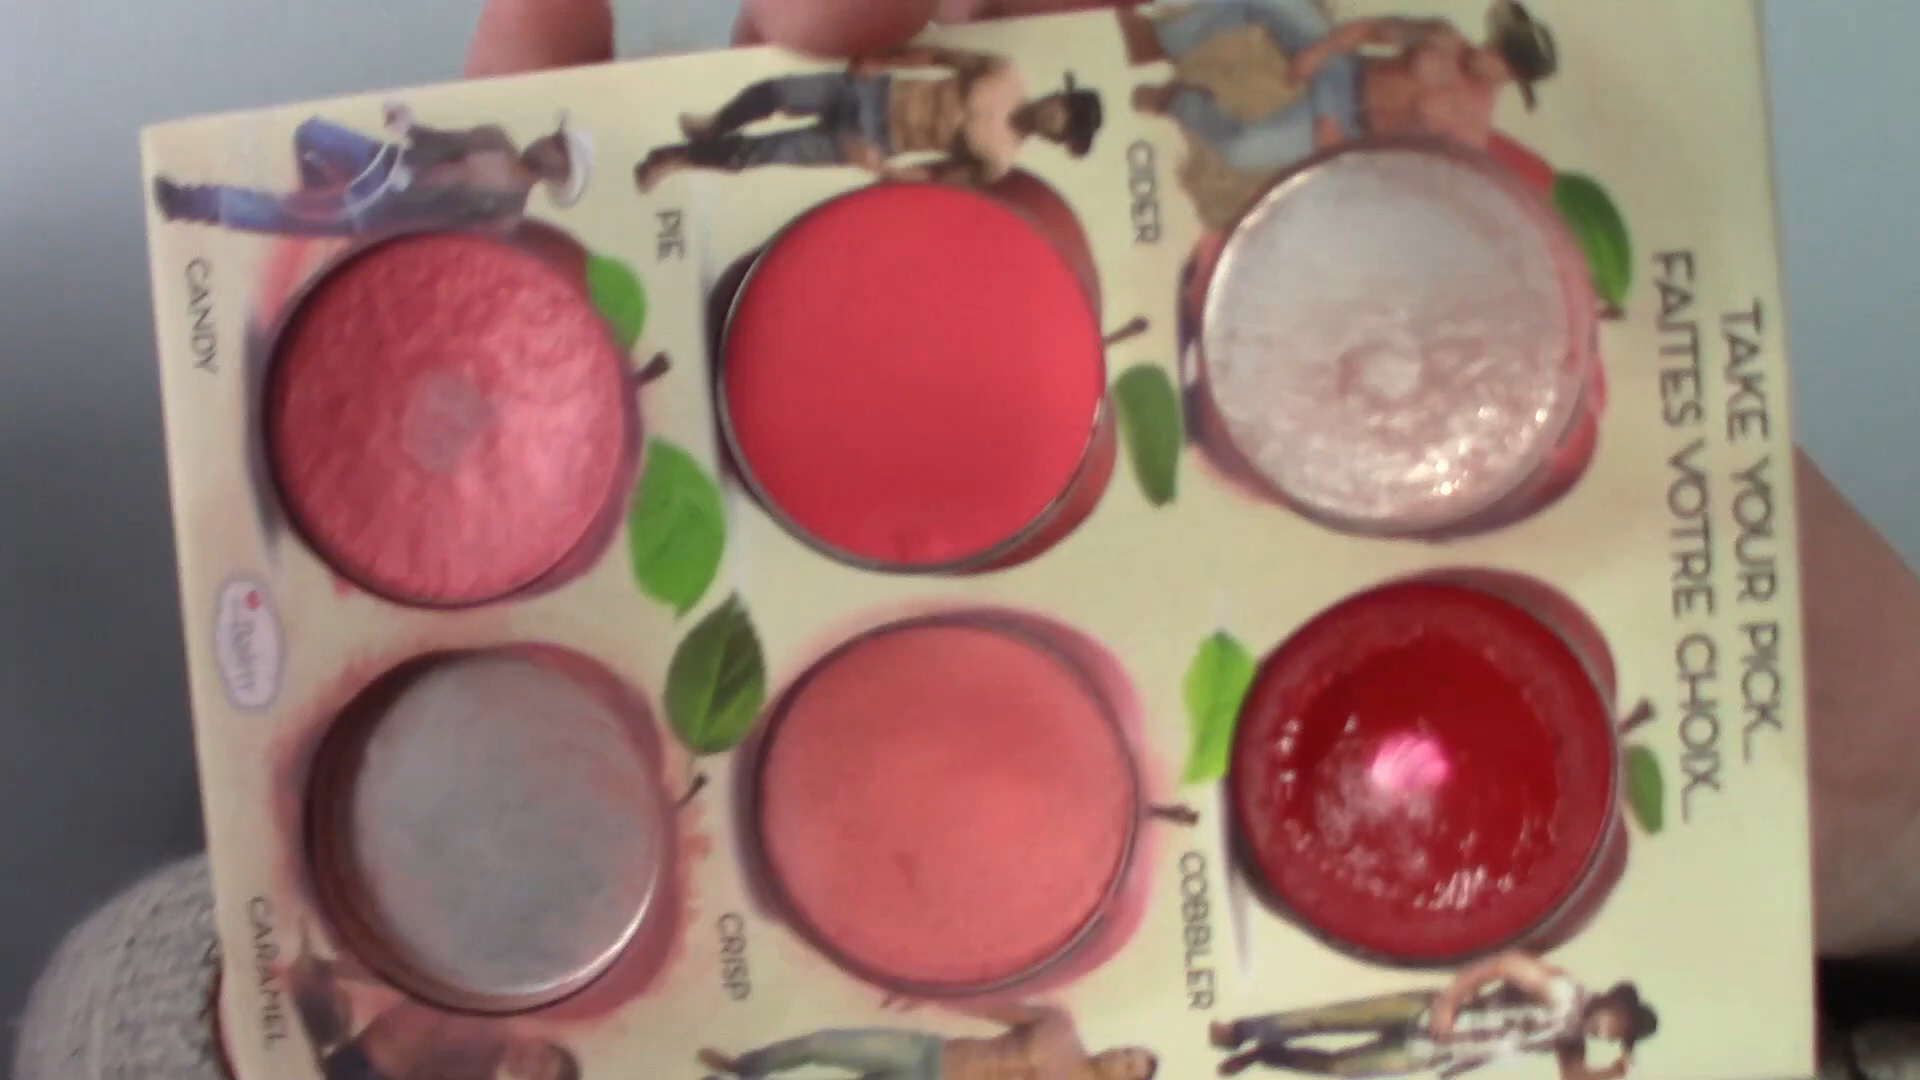 TAKE YOUR PICK...
FAITES VOTRE CHOIX...
CIDER
COBBLER
PIE
CRISP
CANDY
CARAMEL